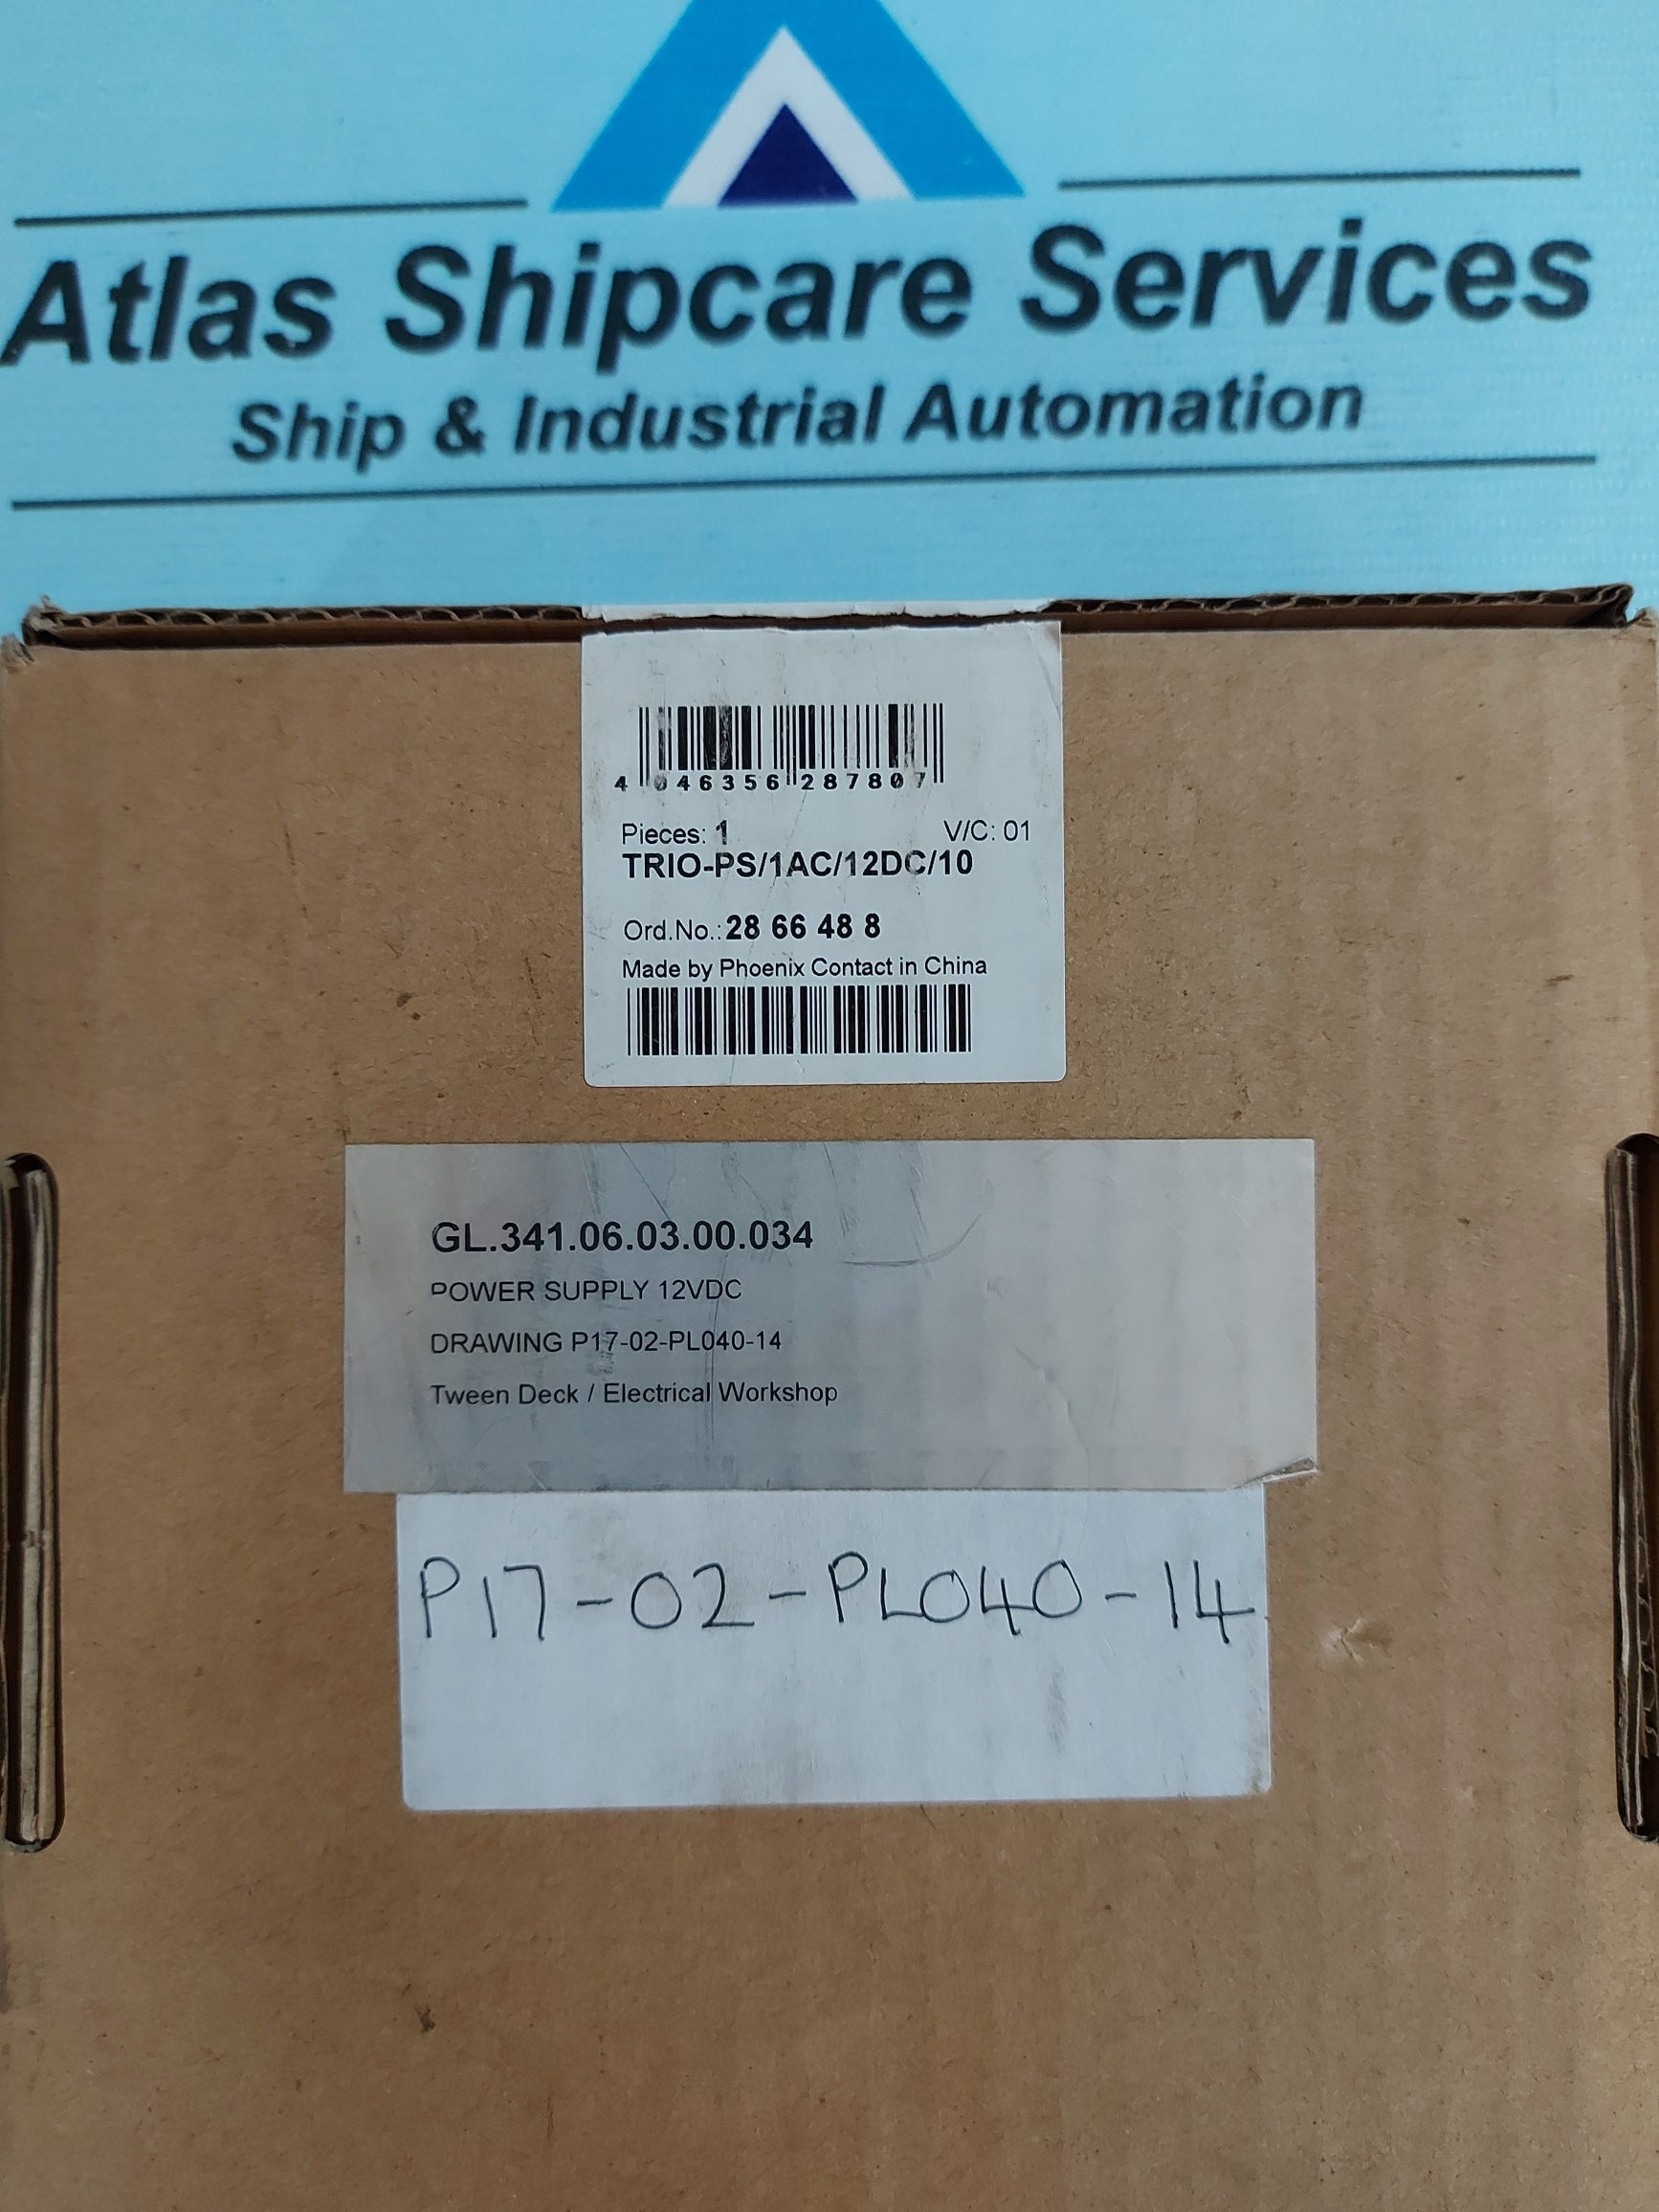 Atlas Shipcare Services
Ship & Industrial Automation
4 046356 287807
Pieces: 1 V/C: 01
TRIO-PS/1AC/12DC/10
Ord.No.: 28 66 48 8
Made by Phoenix Contact in China
GL.341.06.03.00.034
POWER SUPPLY 12VDC
DRAWING P17-02-PL040-14
Tween Deck / Electrical Workshop
P17-02-PL040-14